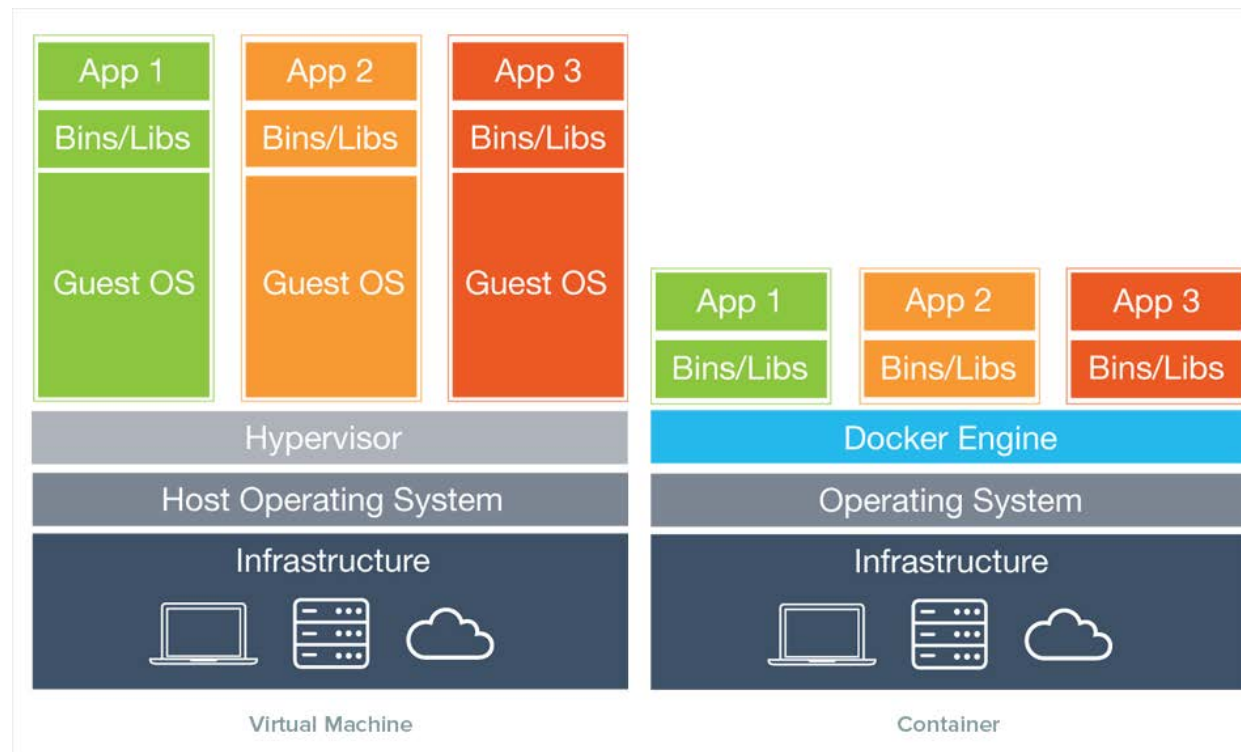 App 1
App 2
App 3
Bins/Libs
Bins/Libs
Bins/Libs
Guest OS
Guest OS
Guest OS
Hypervisor
Host Operating System
Infrastructure
Virtual Machine
App 1
App 2
App 3
Bins/Libs
Bins/Libs
Bins/Libs
Docker Engine
Operating System
Infrastructure
Container